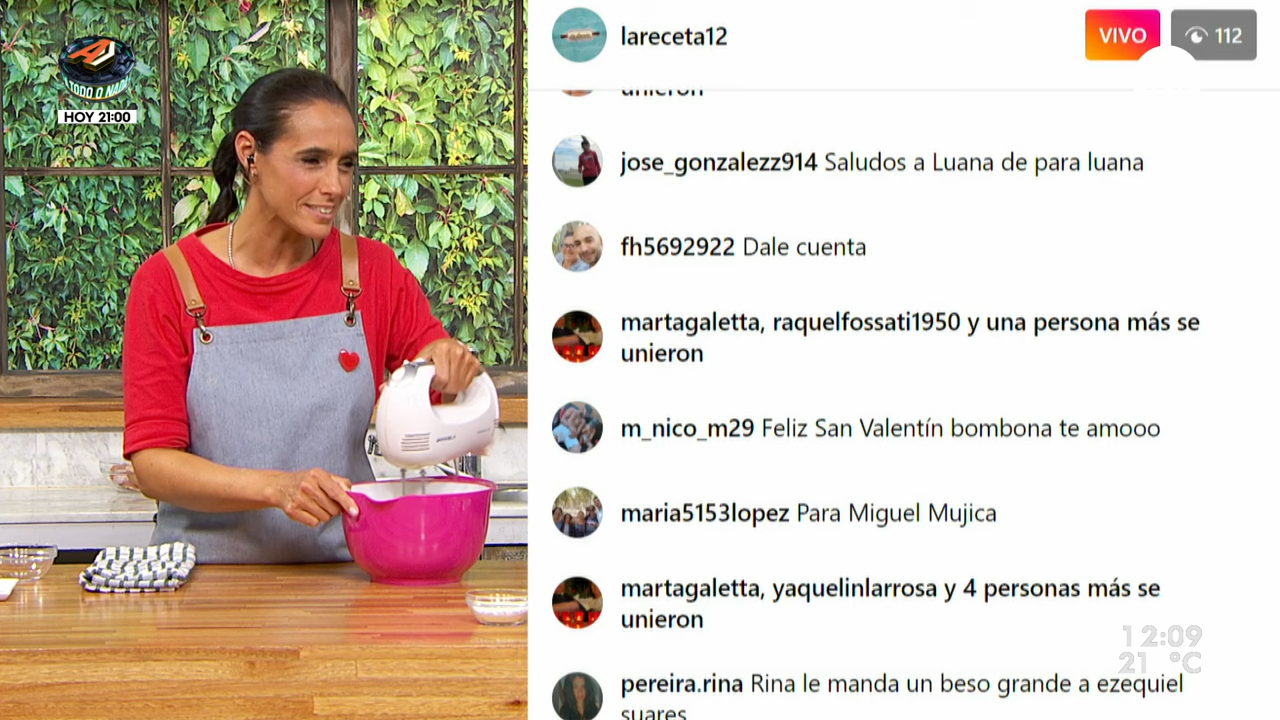 A TODO O NADA
HOY 21:00
lareceta12
VIVO
112
unieron
jose_gonzalezz914 Saludos a Luana de para luana
fh5692922 Dale cuenta
martagaletta, raquelfossati1950 y una persona más se
unieron
m_nico_m29 Feliz San Valentín bombona te amooo
maria5153lopez Para Miguel Mujica
martagaletta, yaquelinlarrosa y 4 personas más se
unieron
12:09
21 °C
pereira.rina Rina le manda un beso grande a ezequiel
suares